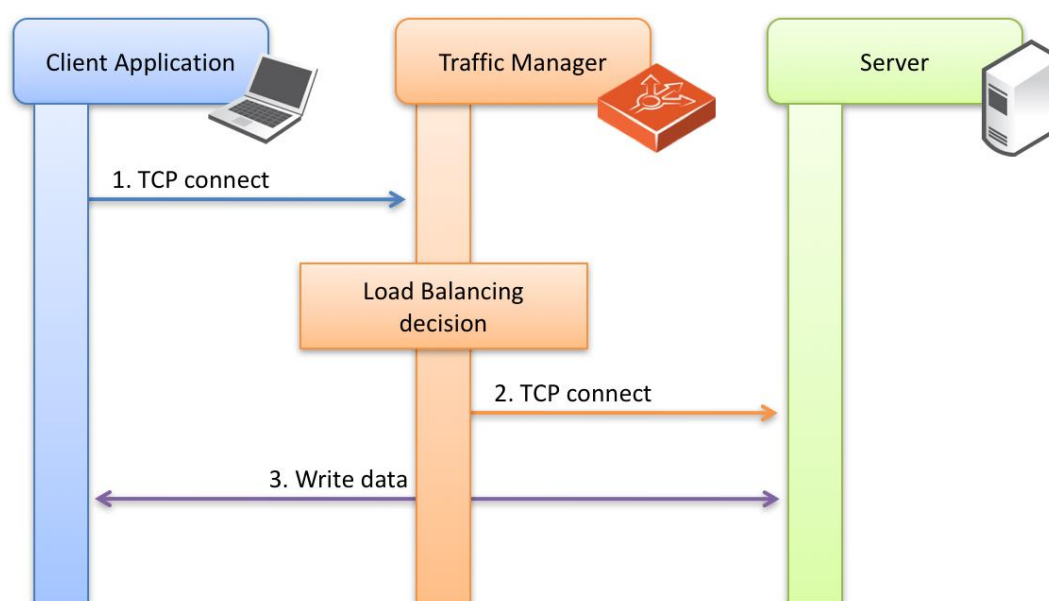 Client Application
Traffic Manager
Server
1. TCP connect
Load Balancing
decision
2. TCP connect
3. Write data